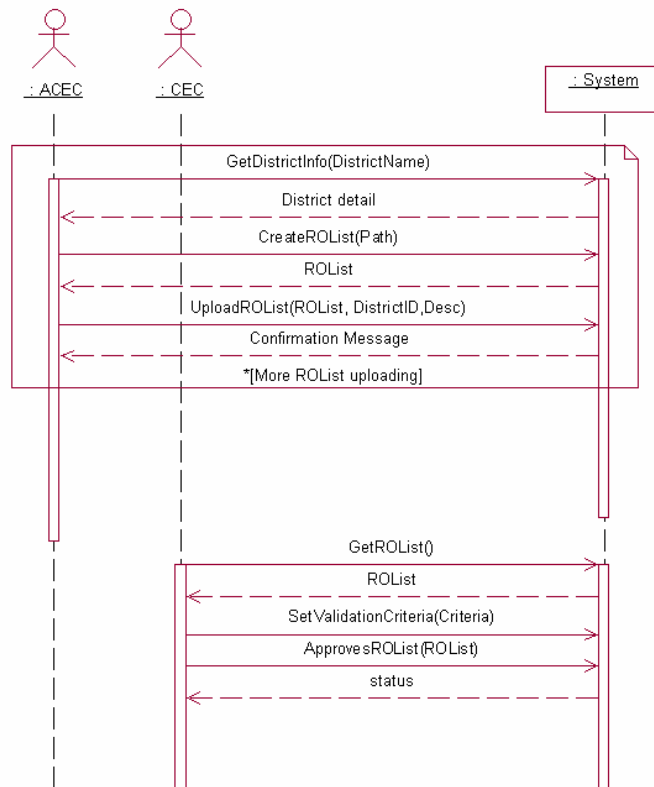 : ACEC
: CEC
: System
GetDistrictInfo(DistrictName)
District detail
CreateROList(Path)
ROList
UploadROList(ROList, DistrictID,Desc)
Confirmation Message
*[More ROList uploading]
GetROList()
ROList
SetValidationCriteria(Criteria)
ApprovesROList(ROList)
status